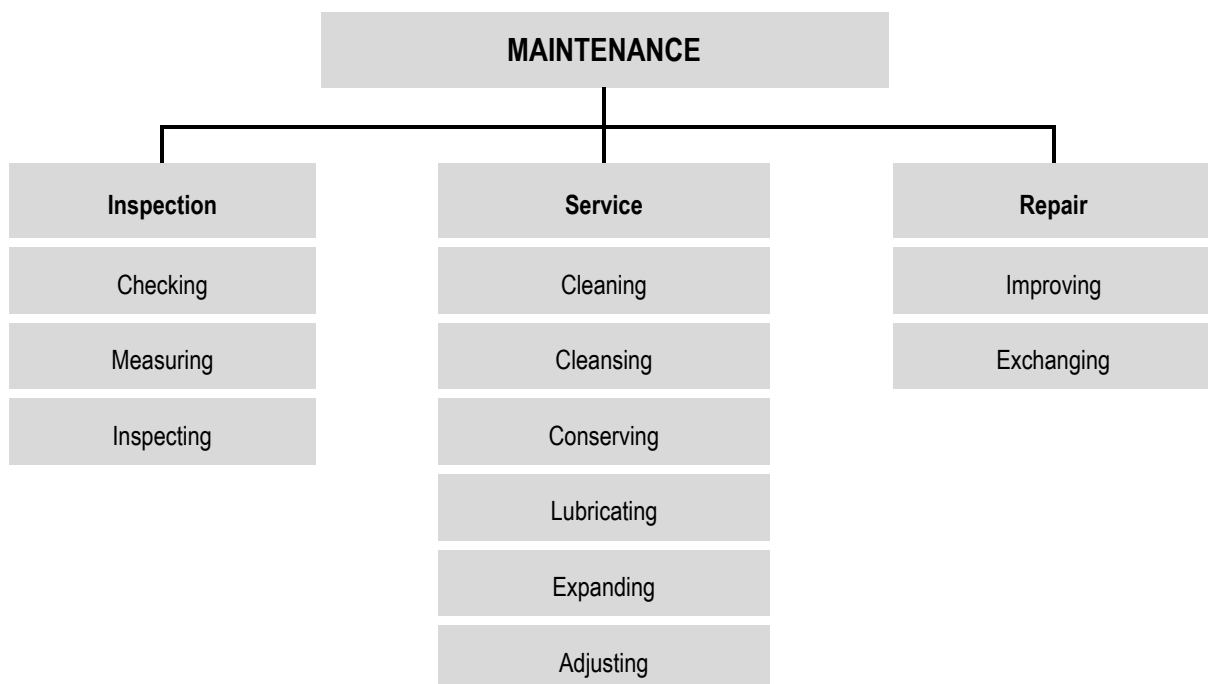 MAINTENANCE
Inspection
Checking
Measuring
Inspecting
Service
Cleaning
Cleansing
Conserving
Lubricating
Expanding
Adjusting
Repair
Improving
Exchanging